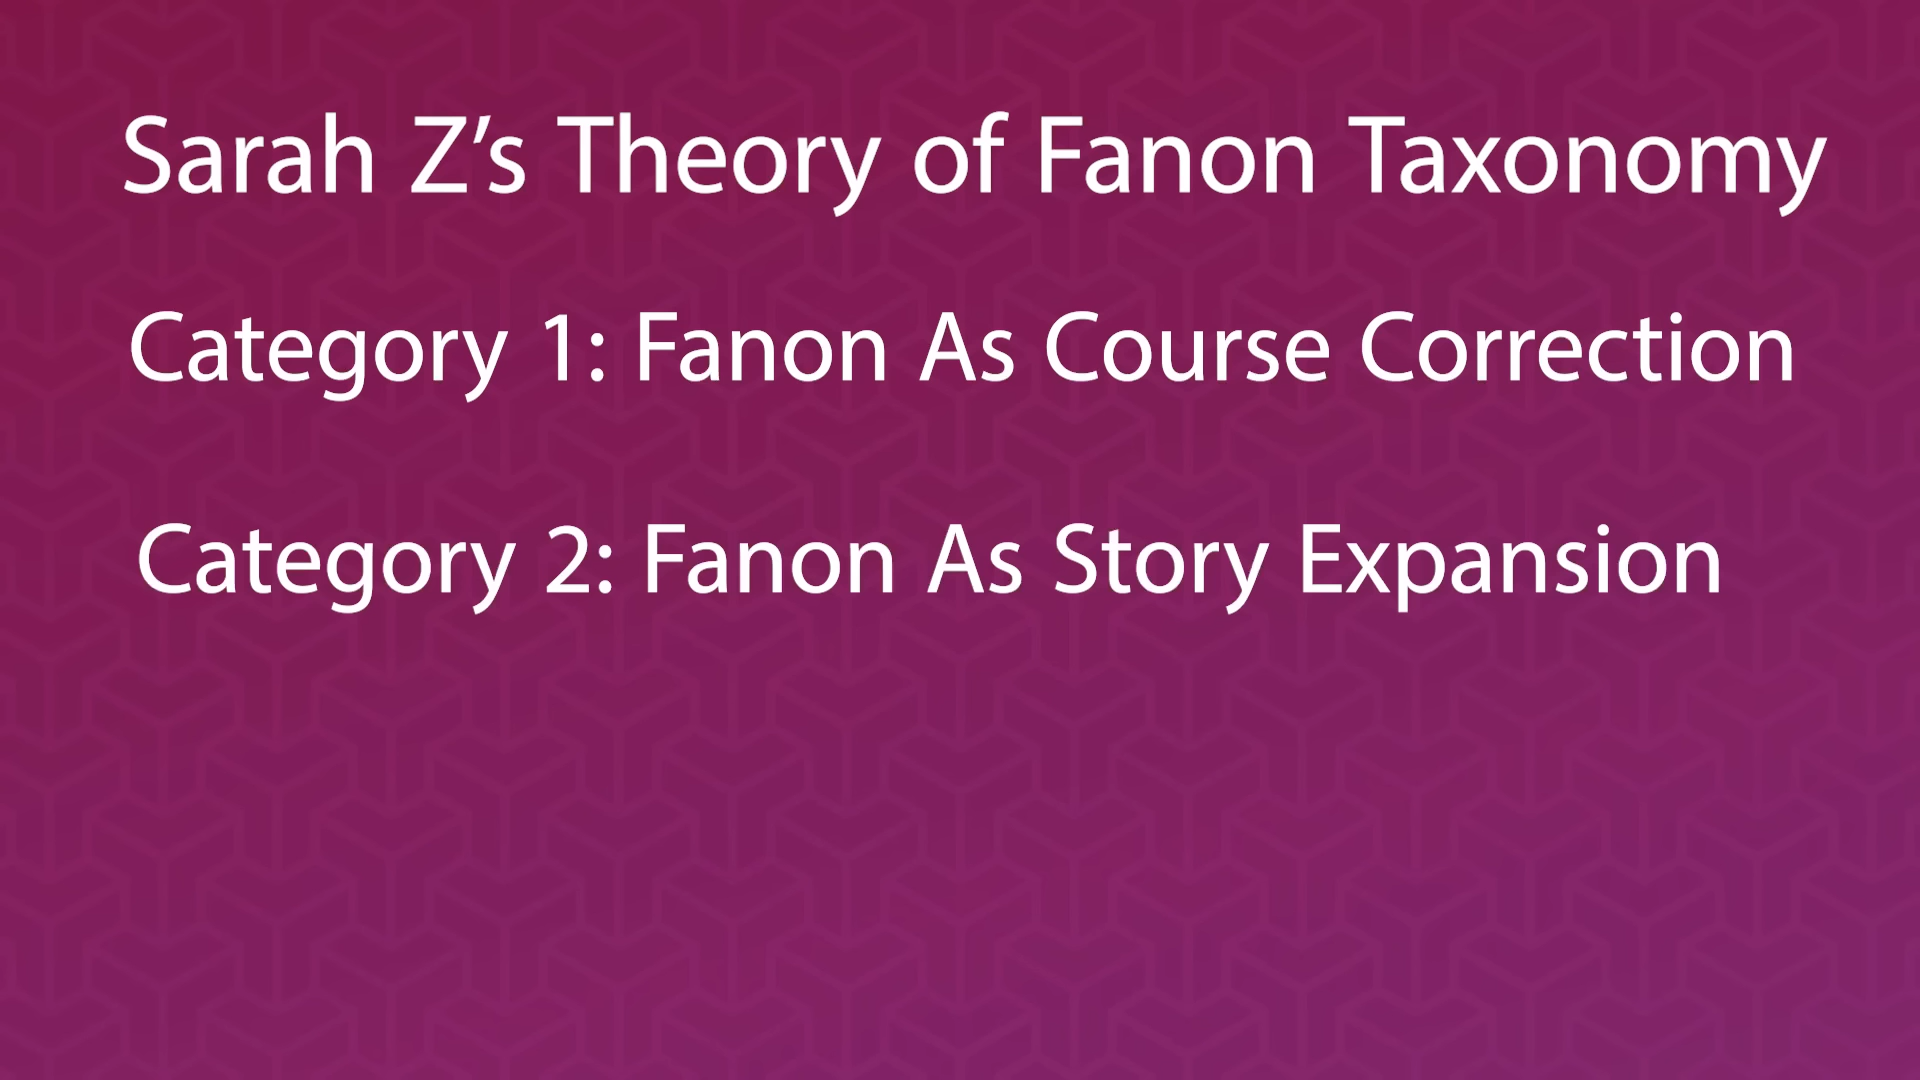 Sarah Z’s Theory of Fanon Taxonomy
Category 1: Fanon As Course Correction
Category 2: Fanon As Story Expansion